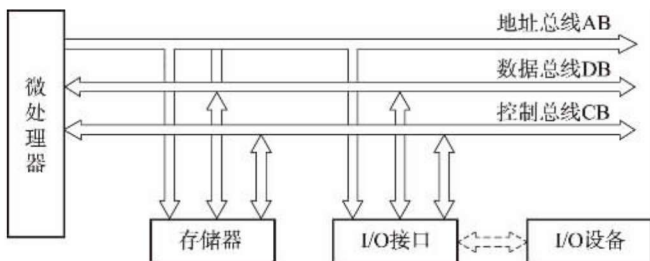 地址总线AB
数据总线DB
控制总线CB
微处理器
存储器
I/O接口
I/O设备